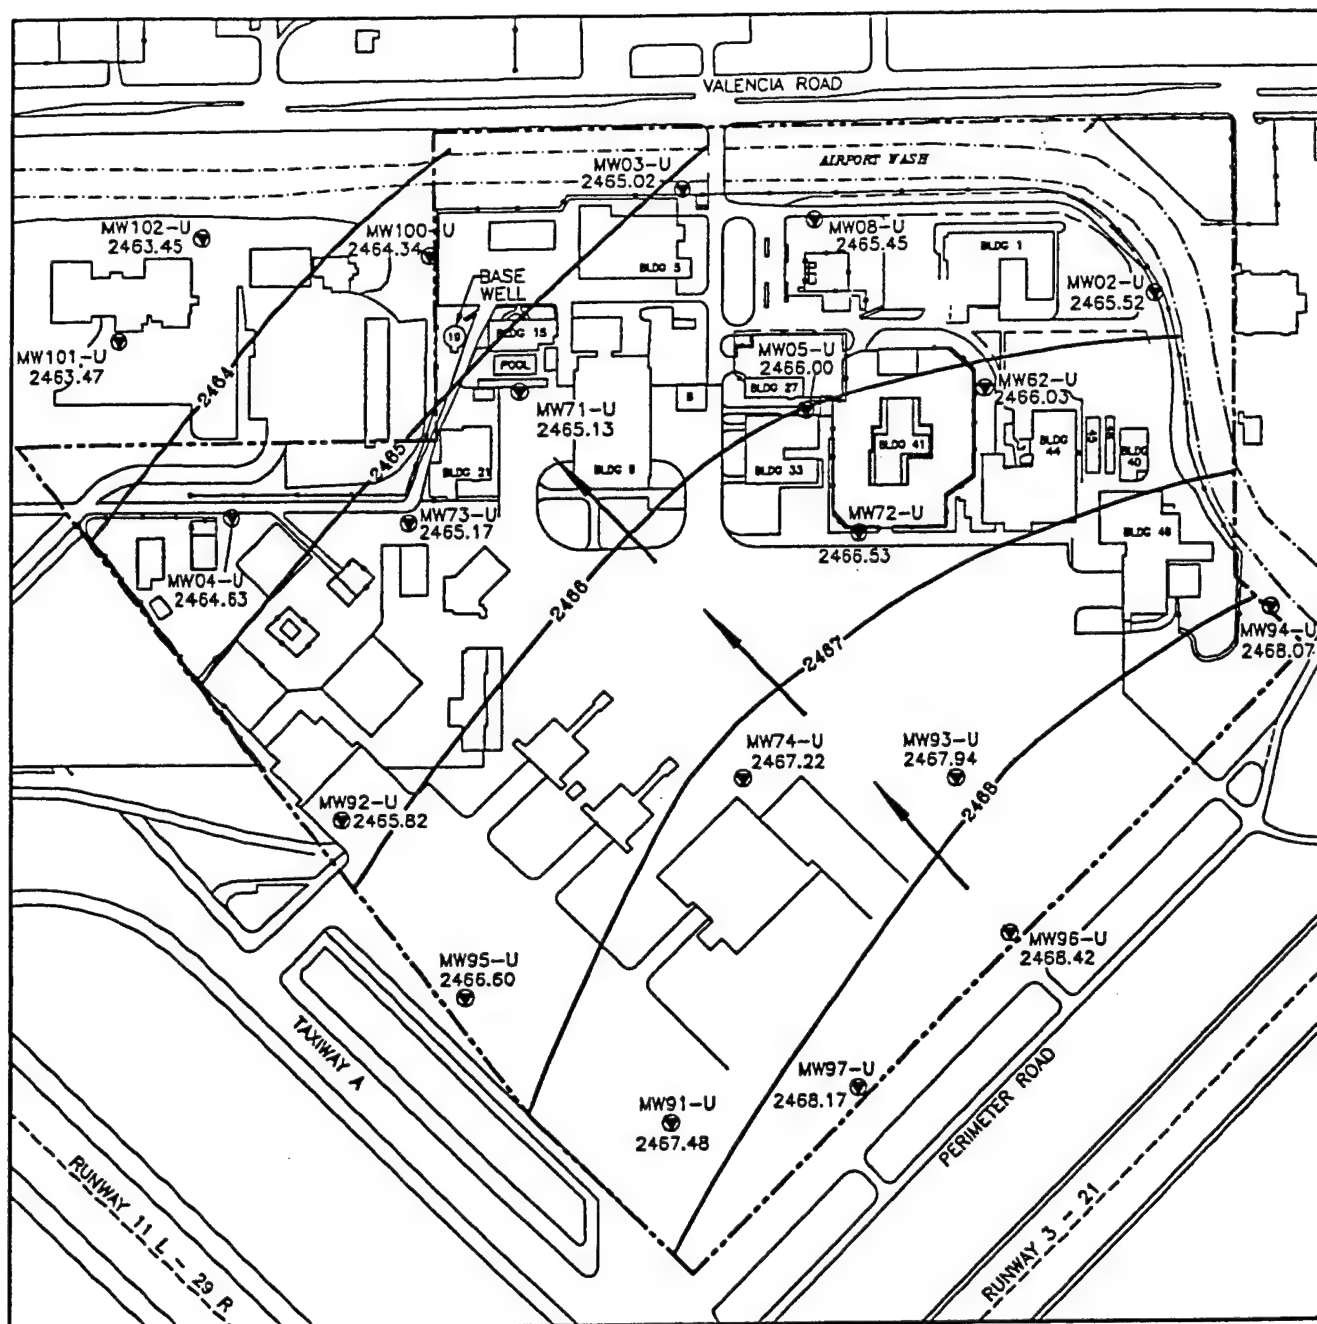 VALENCIA ROAD
AIRPORT WASH
MW03-U
2465.02
MW102-U
2463.45
MW100-U
2464.34
MW08-U
2465.45
BLDG 1
BLDG 5
MW02-U
2465.52
BASE
WELL
19
BLDG 15
POOL
MW101-U
2463.47
MW05-U
2466.00
BLDG 27
MW62-U
2466.03
2464
MW71-U
2465.13
BLDG 41
BLDG
44
BLDG
40
2465
BLDG 21
BLDG 9
BLDG 33
MW73-U
2465.17
MW72-U
2466.53
BLDG 46
MW04-U
2464.63
2466
MW94-U
2468.07
2467
MW74-U
2467.22
MW93-U
2467.94
2468
MW92-U
2465.82
MW95-U
2466.60
MW96-U
2468.42
TAXIWAY A
MW97-U
2468.17
MW91-U
2467.48
PERIMETER ROAD
RUNWAY 11 L - 29 R
RUNWAY 3 - 21